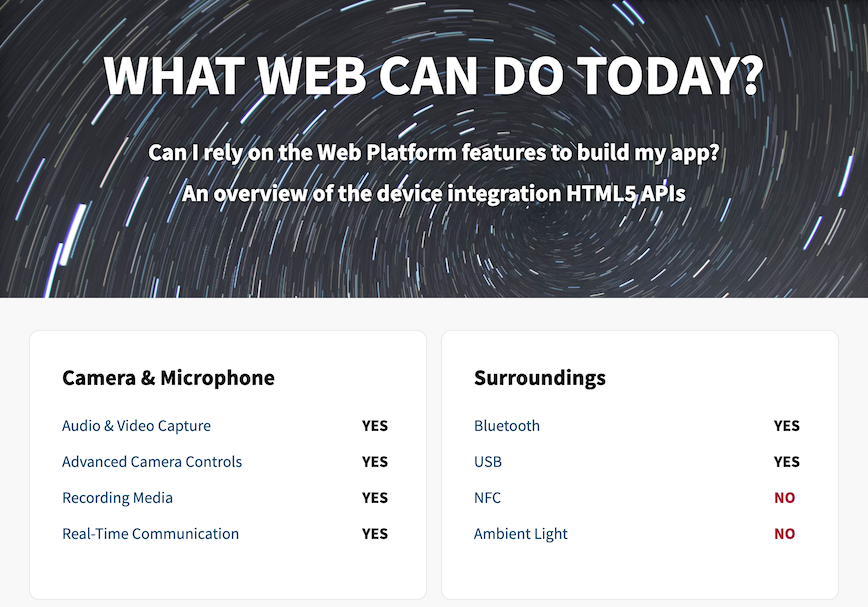 WHAT WEB CAN DO TODAY?
Can I rely on the Web Platform features to build my app?
An overview of the device integration HTML5 APIs
Camera & Microphone
Audio & Video Capture YES
Advanced Camera Controls YES
Recording Media YES
Real-Time Communication YES
Surroundings
Bluetooth YES
USB YES
NFC NO
Ambient Light NO